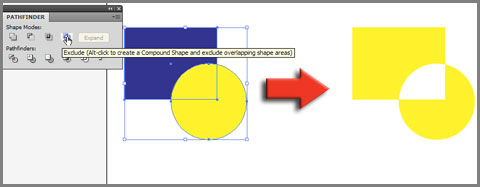 PATHFINDER
Shape Modes:
Expand
Exclude (Alt-click to create a Compound Shape and exclude overlapping shape areas)
Pathfinders: